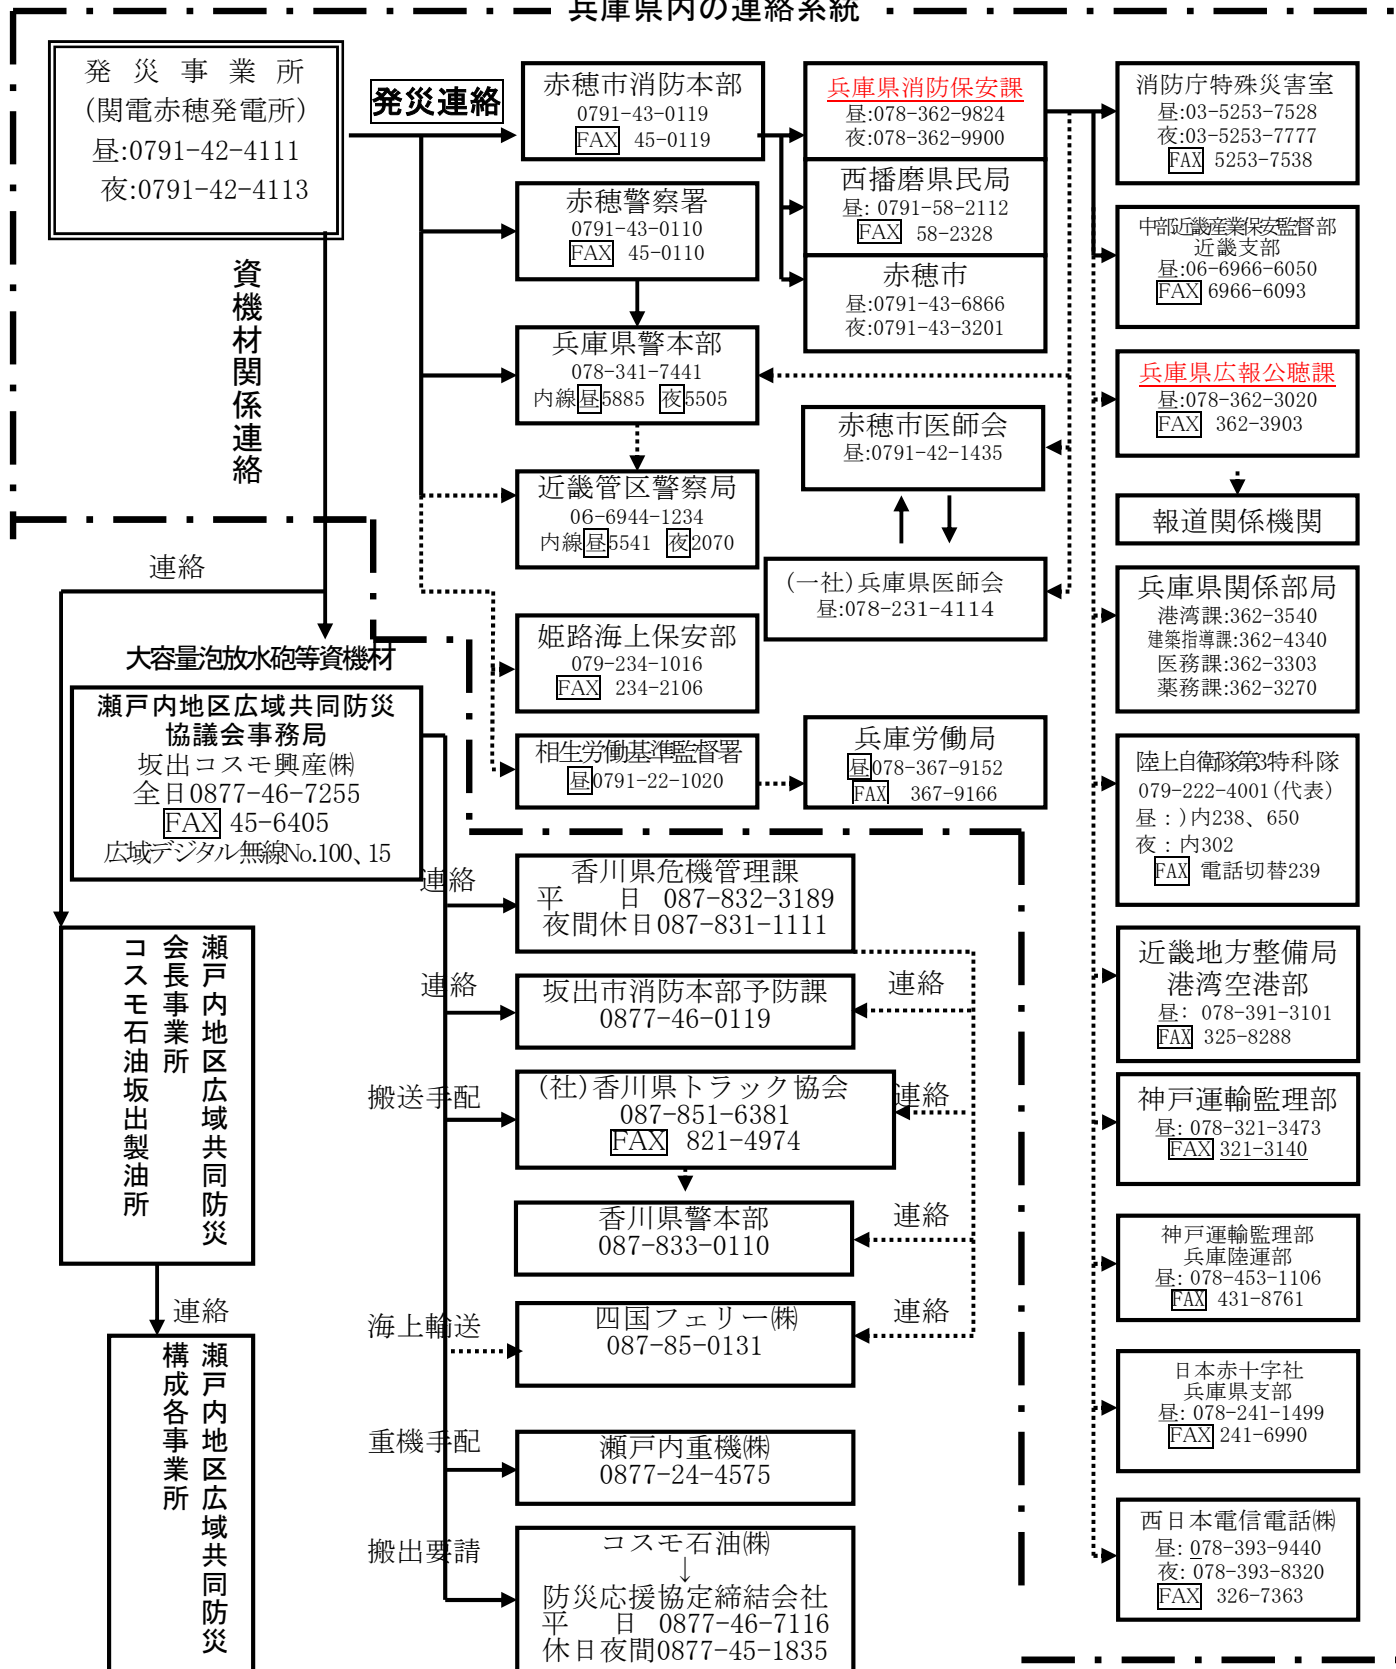 兵庫県内の連絡系統
発 災 事 業 所
(関電赤穂発電所)
昼:0791-42-4111
夜:0791-42-4113
発災連絡
資機材関係連絡
赤穂市消防本部
0791-43-0119
FAX 45-0119
赤穂警察署
0791-43-0110
FAX 45-0110
兵庫県警本部
078-341-7441
内線昼5885 夜5505
近畿管区警察局
06-6944-1234
内線昼5541 夜2070
姫路海上保安部
079-234-1016
FAX 234-2106
相生労働基準監督署
昼0791-22-1020
兵庫県消防保安課
昼:078-362-9824
夜:078-362-9900
西播磨県民局
昼: 0791-58-2112
FAX 58-2328
赤穂市
昼:0791-43-6866
夜:0791-43-3201
赤穂市医師会
昼:0791-42-1435
(一社)兵庫県医師会
昼:078-231-4114
兵庫労働局
昼078-367-9152
FAX 367-9166
消防庁特殊災害室
昼:03-5253-7528
夜:03-5253-7777
FAX 5253-7538
中部近畿産業保安監督部
近畿支部
昼:06-6966-6050
FAX 6966-6093
兵庫県広報公聴課
昼:078-362-3020
FAX 362-3903
報道関係機関
兵庫県関係部局
港湾課:362-3540
建築指導課:362-4340
医務課:362-3303
薬務課:362-3270
陸上自衛隊第3特科隊
079-222-4001(代表)
昼：)内238、650
夜：内302
FAX 電話切替239
近畿地方整備局
港湾空港部
昼: 078-391-3101
FAX 325-8288
神戸運輸監理部
昼: 078-321-3473
FAX 321-3140
神戸運輸監理部
兵庫陸運部
昼: 078-453-1106
FAX 431-8761
日本赤十字社
兵庫県支部
昼: 078-241-1499
FAX 241-6990
西日本電信電話㈱
昼: 078-393-9440
夜: 078-393-8320
FAX 326-7363
連絡
大容量泡放水砲等資機材
瀬戸内地区広域共同防災
協議会事務局
坂出コスモ興産㈱
全日0877-46-7255
FAX 45-6405
広域デジタル無線No.100、15
瀬戸内地区広域共同防災
会長事業所
コスモ石油坂出製油所
連絡
瀬戸内地区広域共同防災
構成各事業所
連絡
香川県危機管理課
平　　日 087-832-3189
夜間休日087-831-1111
連絡
坂出市消防本部予防課
0877-46-0119
連絡
搬送手配
(社)香川県トラック協会
087-851-6381
FAX 821-4974
連絡
香川県警本部
087-833-0110
連絡
海上輸送
四国フェリー㈱
087-85-0131
連絡
重機手配
瀬戸内重機㈱
0877-24-4575
搬出要請
コスモ石油㈱
↓
防災応援協定締結会社
平　　日 0877-46-7116
休日夜間0877-45-1835